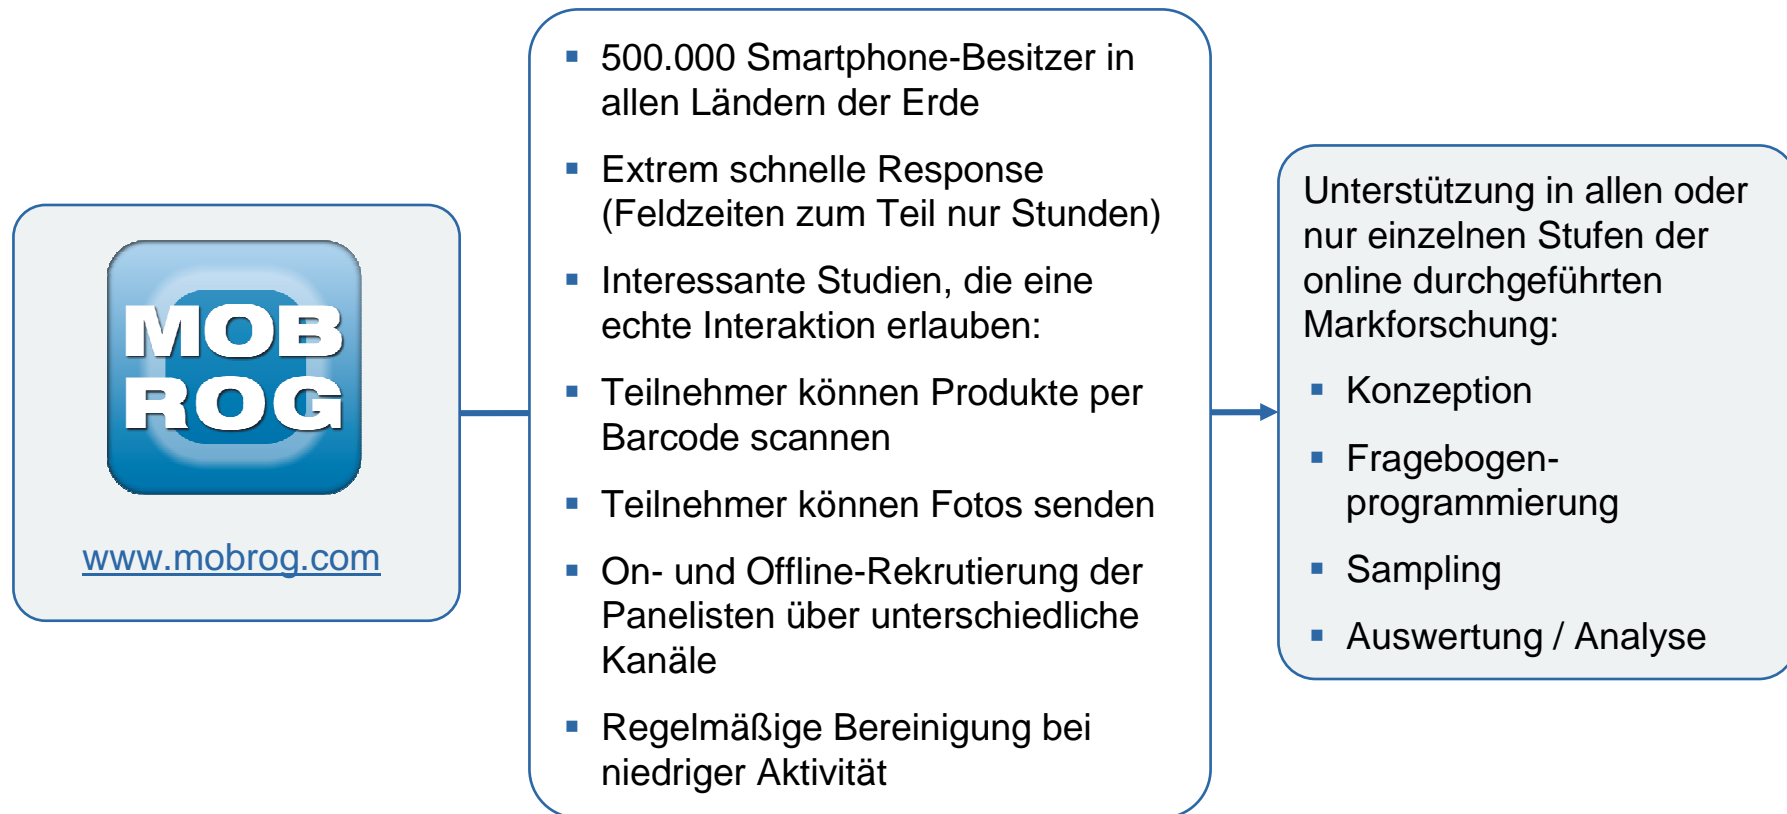 MOB
ROG
www.mobrog.com
▪ 500.000 Smartphone-Besitzer in
allen Ländern der Erde
▪ Extrem schnelle Response
(Feldzeiten zum Teil nur Stunden)
▪ Interessante Studien, die eine
echte Interaktion erlauben:
▪ Teilnehmer können Produkte per
Barcode scannen
▪ Teilnehmer können Fotos senden
▪ On- und Offline-Rekrutierung der
Panelisten über unterschiedliche
Kanäle
▪ Regelmäßige Bereinigung bei
niedriger Aktivität
Unterstützung in allen oder
nur einzelnen Stufen der
online durchgeführten
Markforschung:
▪ Konzeption
▪ Fragebogen-
programmierung
▪ Sampling
▪ Auswertung / Analyse